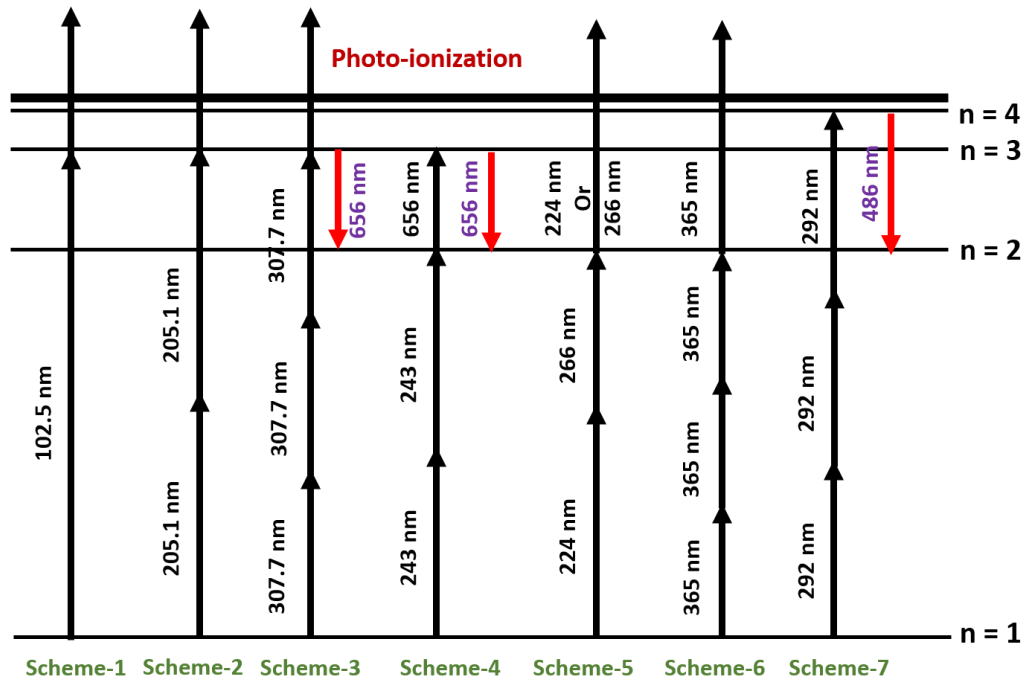 Photo-ionization
n = 4
n = 3
n = 2
n = 1
102.5 nm
205.1 nm
205.1 nm
307.7 nm
307.7 nm
307.7 nm
656 nm
243 nm
243 nm
656 nm
656 nm
224 nm
266 nm
224 nm
Or
266 nm
365 nm
365 nm
365 nm
365 nm
292 nm
292 nm
292 nm
486 nm
Scheme-1
Scheme-2
Scheme-3
Scheme-4
Scheme-5
Scheme-6
Scheme-7